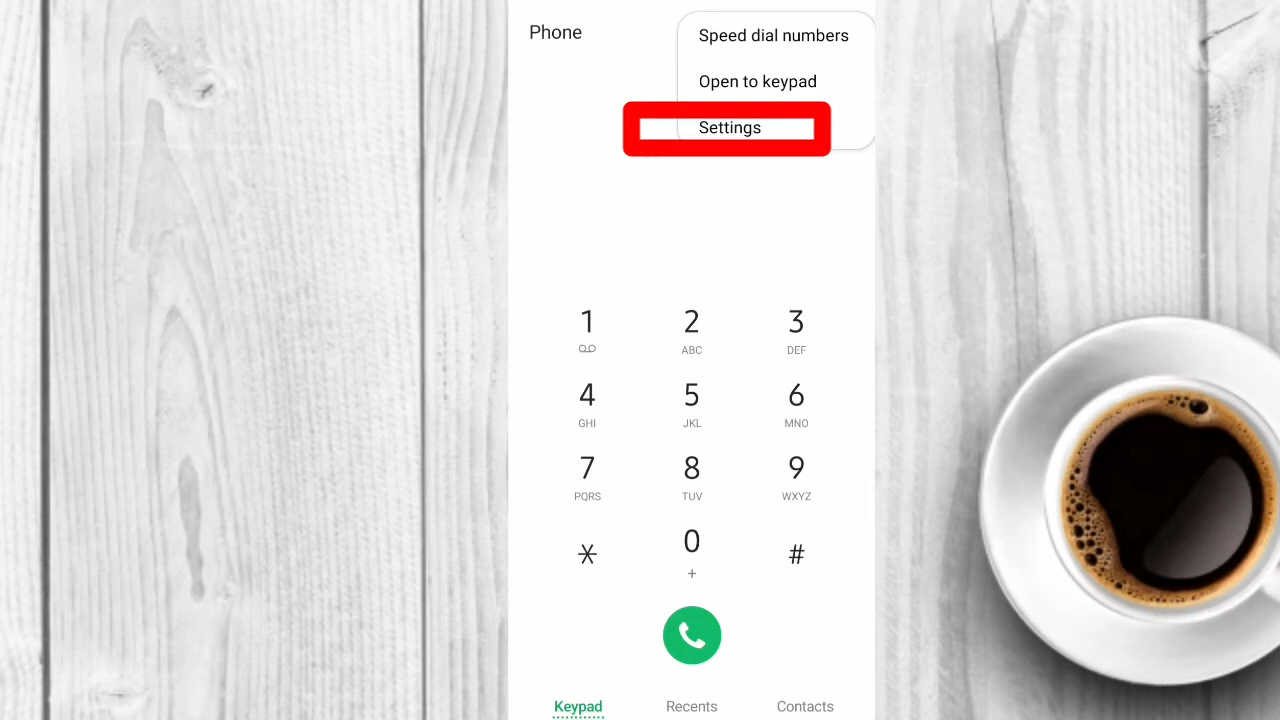 Phone
Speed dial numbers
Open to keypad
Settings
1 2 3
ABC DEF
4 5 6
GHI JKL MNO
7 8 9
PQRS TUV WXYZ
* 0 #
+
Keypad Recents Contacts